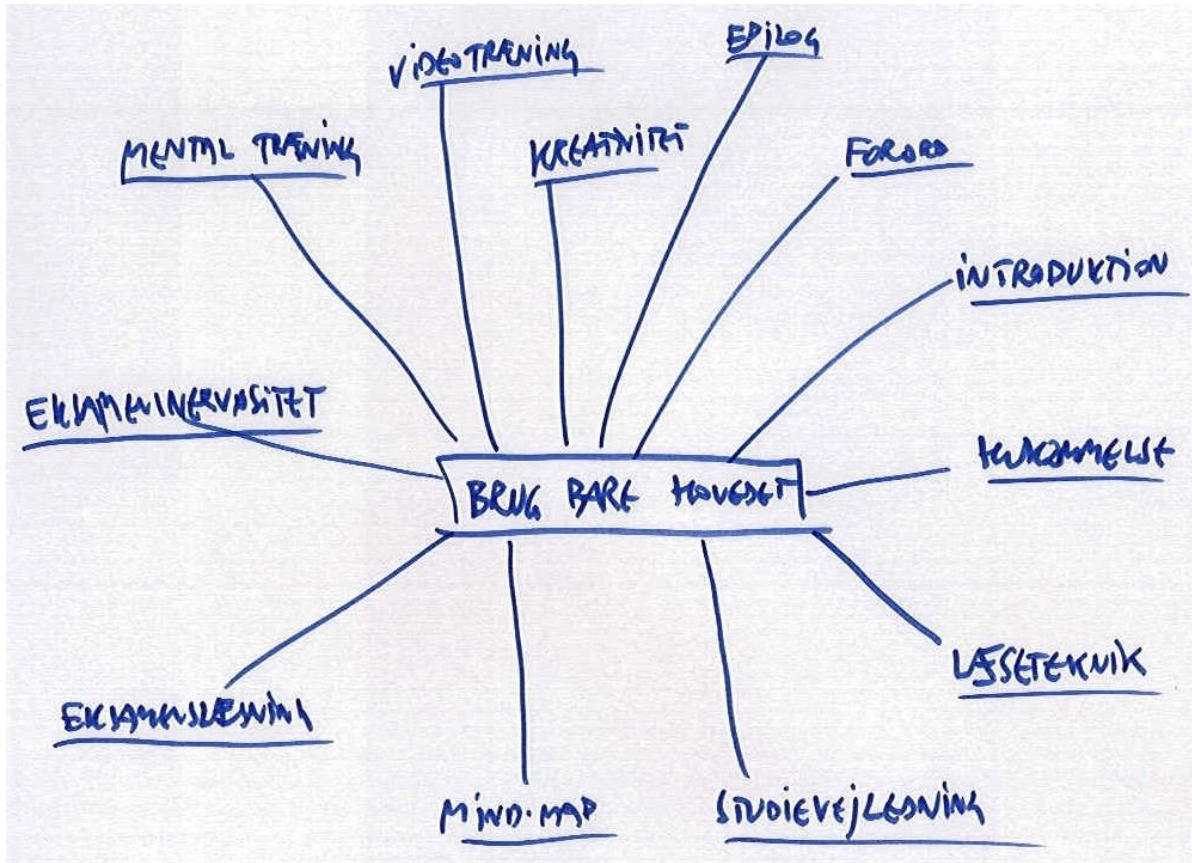 EPILOG
VIDEOTRÆNING
KREATIVITET
FORORD
MENTAL TRÆNING
INTRODUKTION
EKSAMENSNERVØSITET
HUKOMMELSE
BRUG BARE HOVEDET
LÆSETEKNIK
EKSAMENSLÆSNING
MIND-MAP
STUDIEVEJLEDNING